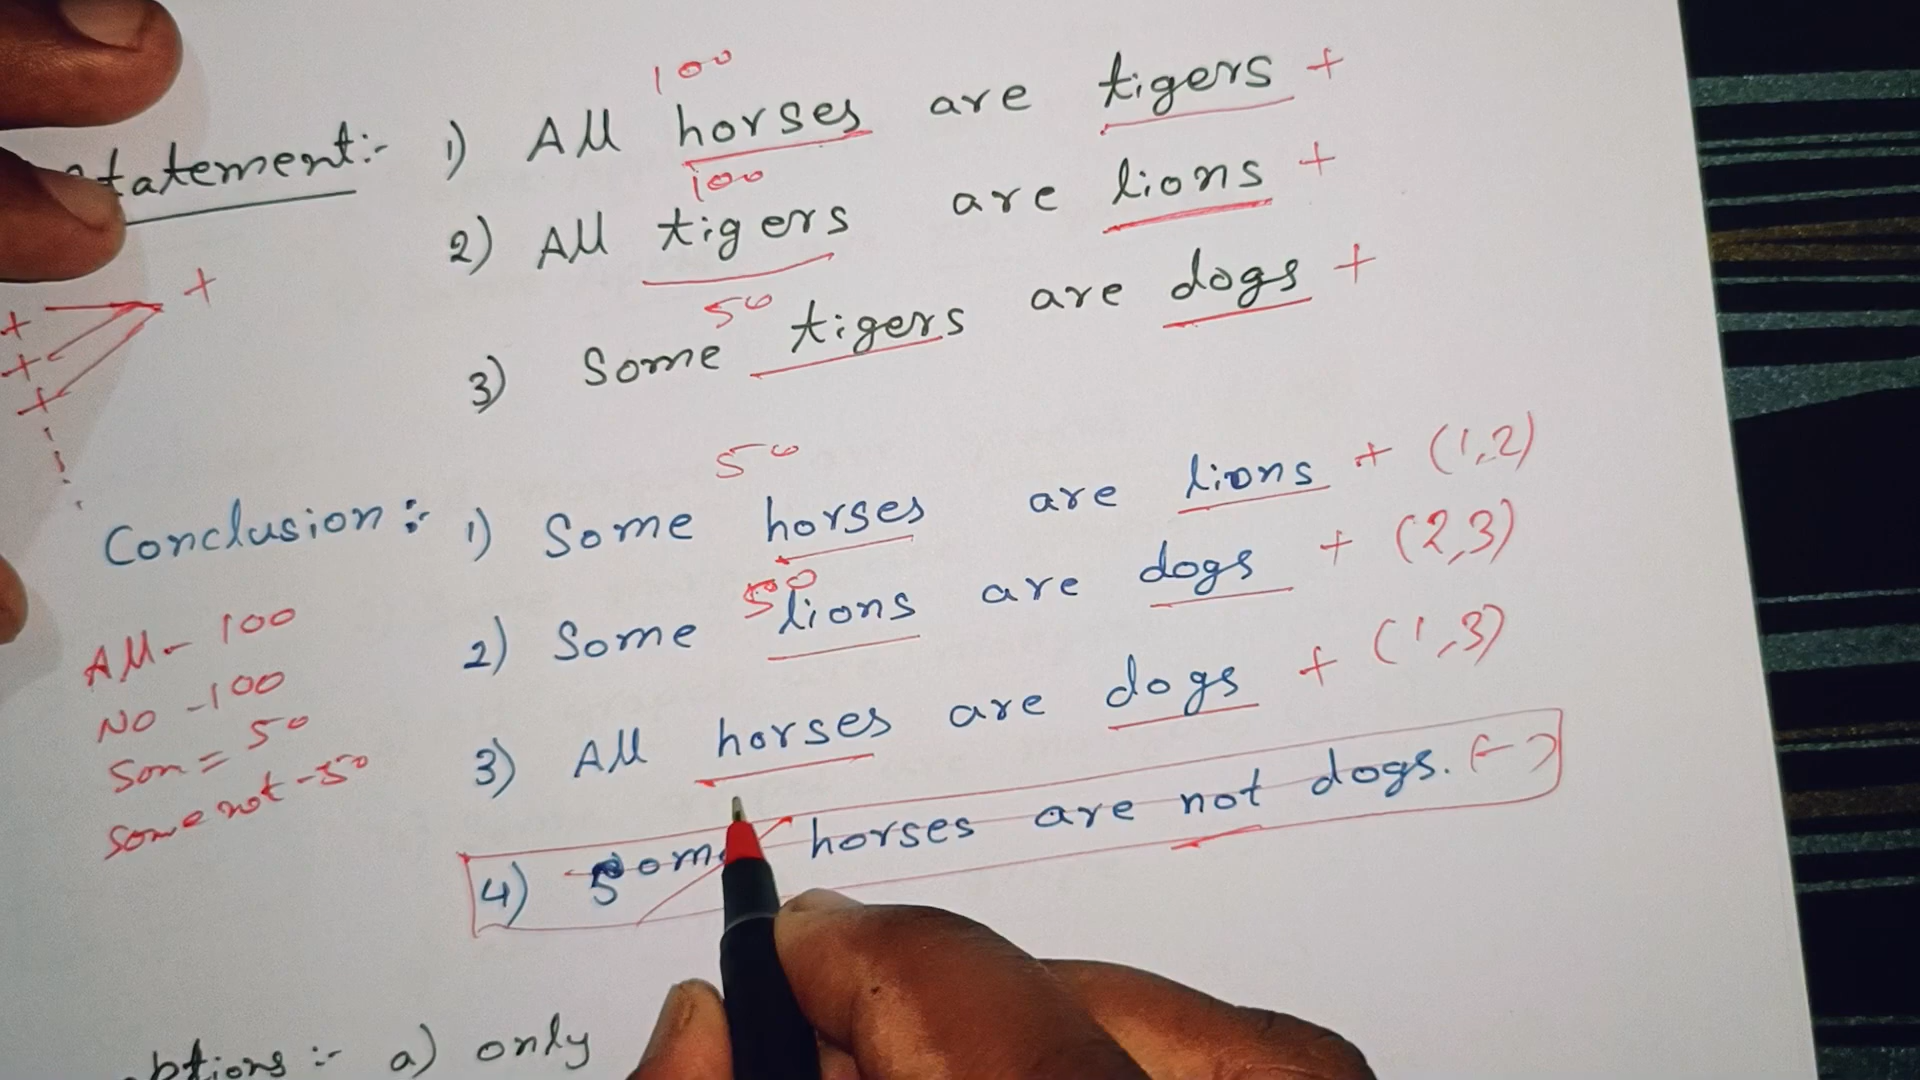 100
Statement:- 1) All horses are tigers +
100
2) All tigers are lions +
50
3) Some tigers are dogs +
+
+
+
+
50
Conclusion:- 1) Some horses are lions + (1,2)
50
2) Some lions are dogs + (2,3)
3) All horses are dogs + (1,3)
4) Some horses are not dogs. (-)
All - 100
No - 100
Som = 50
Some not - 50
ptions :- a) only